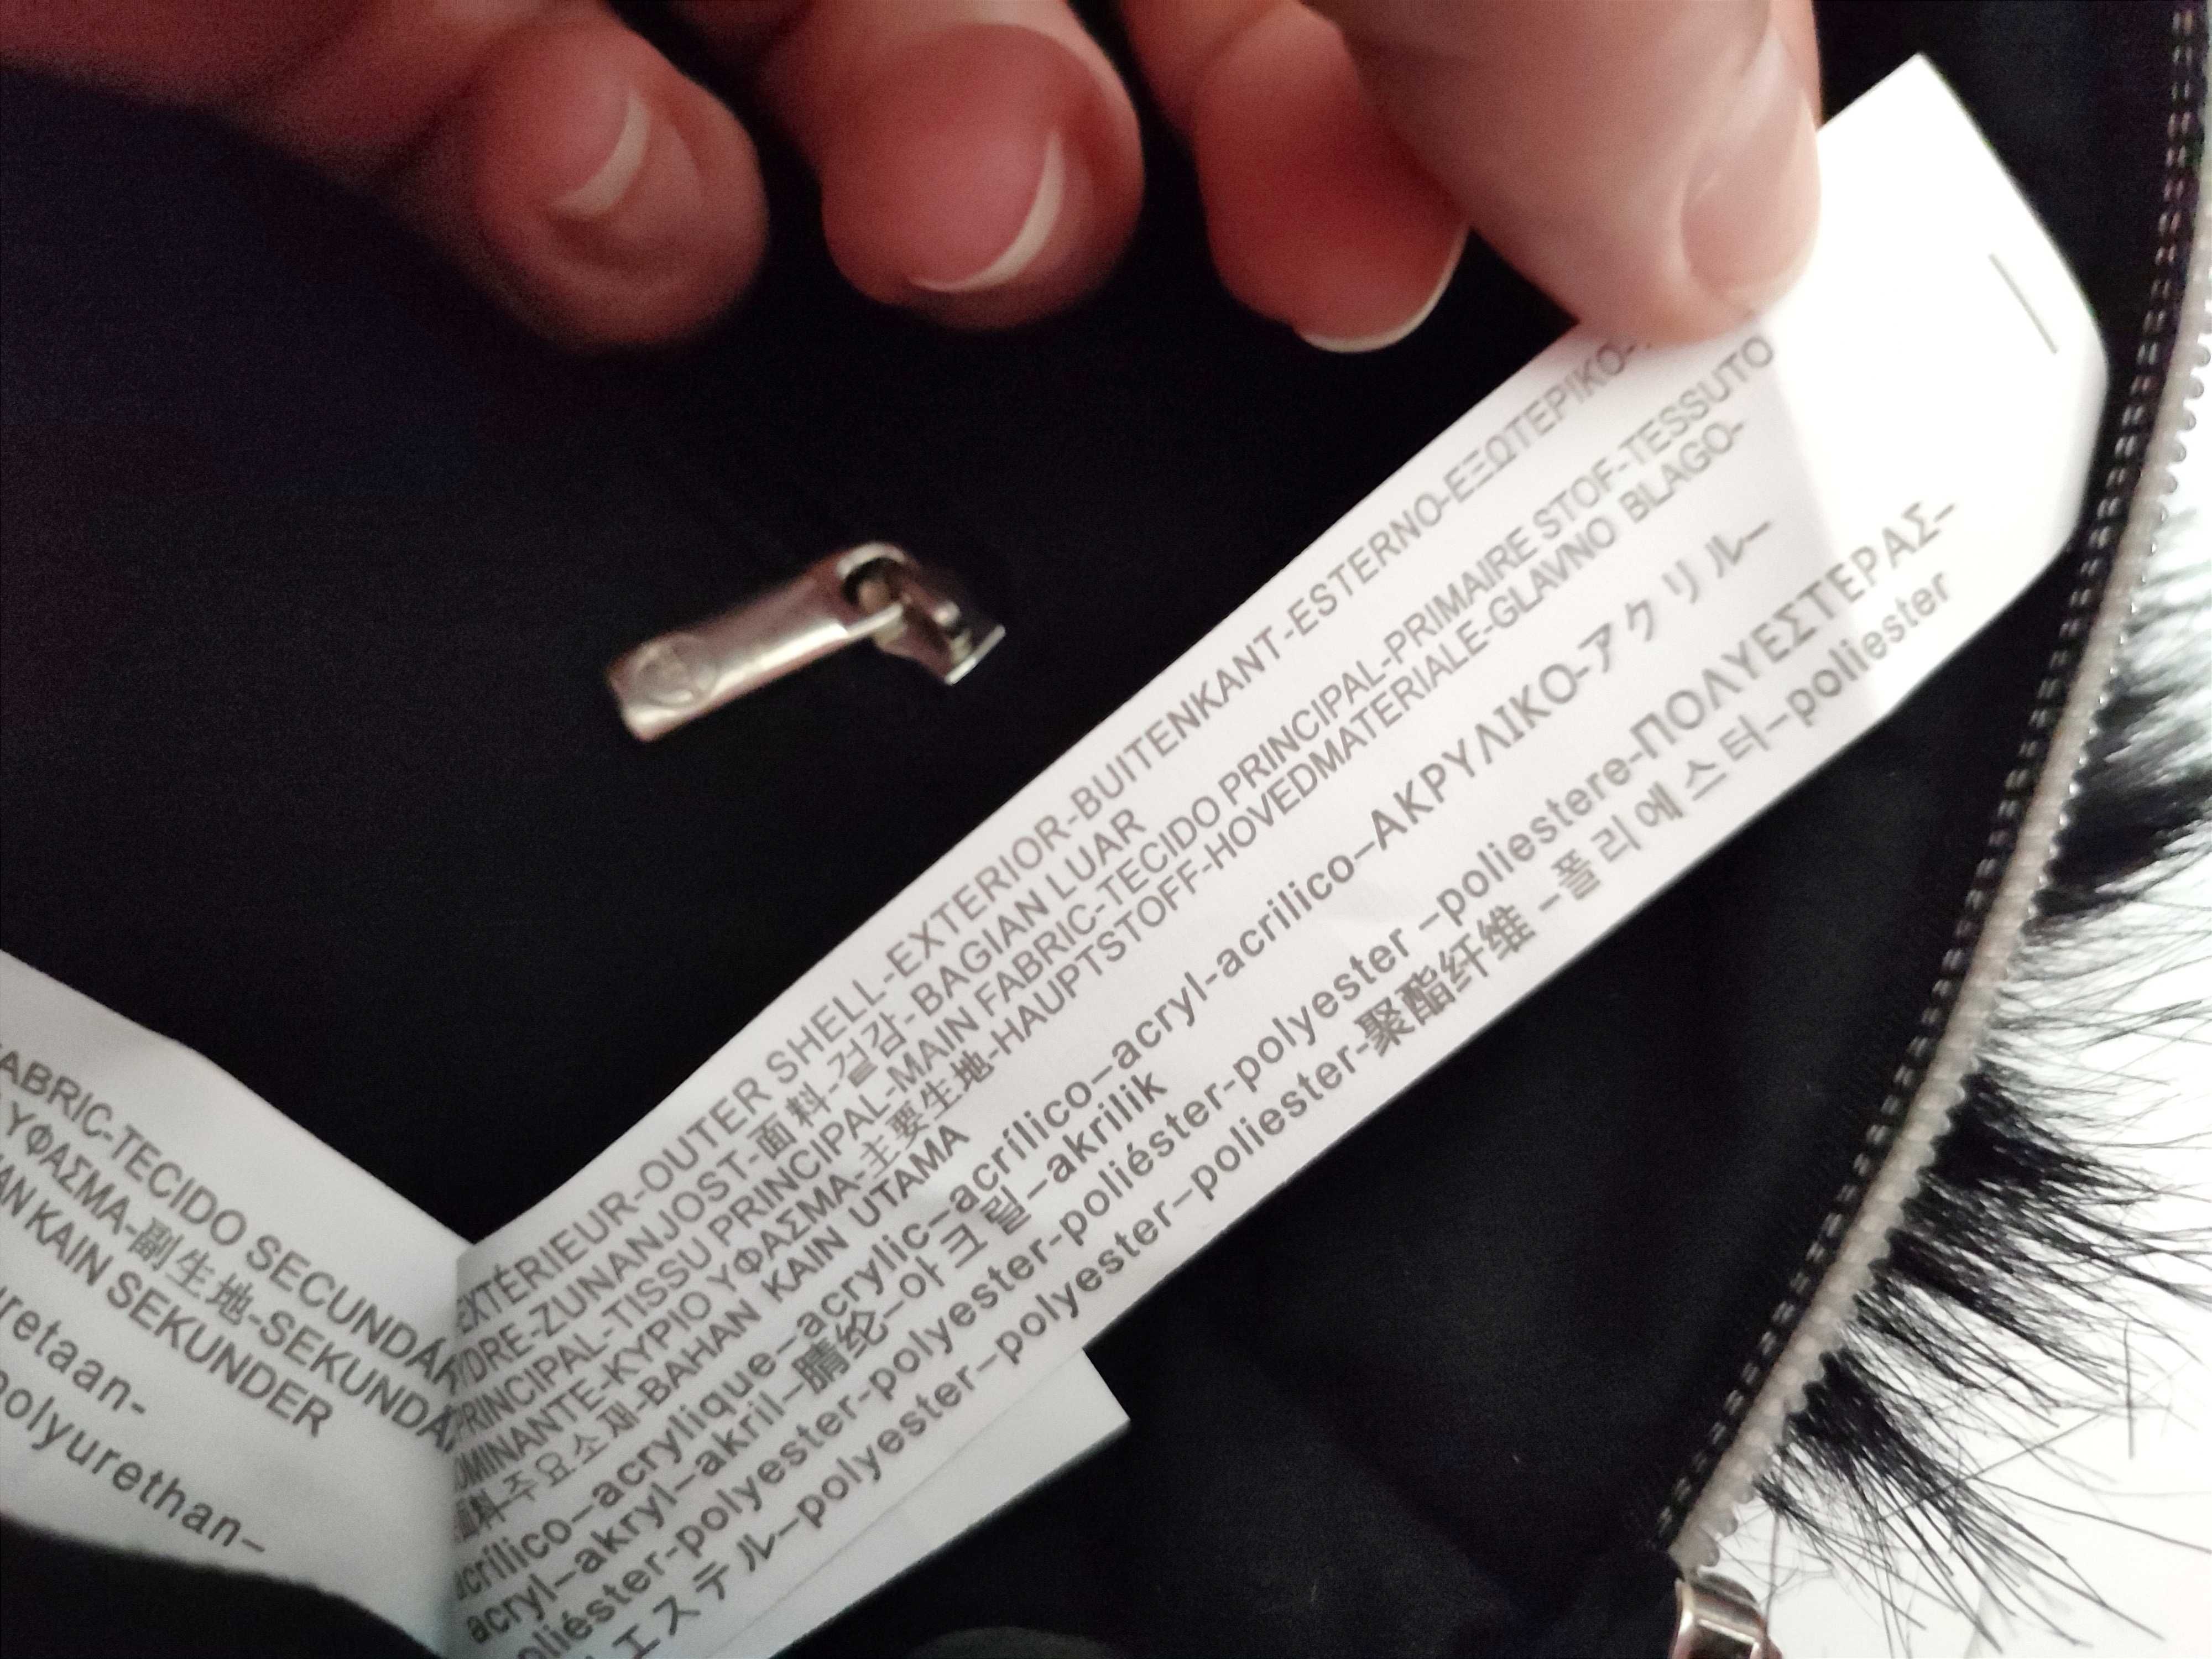 FABRIC-TECIDO SECUNDÁR
ΥΦΑΣΜΑ-副生地-SEKUNDÄ
KAIN SEKUNDER
uretaan-
polyurethan-
EXTÉRIEUR-OUTER SHELL-EXTERIOR-BUITENKANT-ESTERNO-ΕΞΩΤΕΡΙΚΟ-
YDRE-ZUNANJOST-面料-겉감-BAGIAN LUAR
PRINCIPAL-TISSU PRINCIPAL-MAIN FABRIC-TECIDO PRINCIPAL-PRIMAIRE STOF-TESSUTO
OMINANTE-ΚΥΡΙΟ ΥΦΑΣΜΑ-主要生地-HAUPTSTOFF-HOVEDMATERIALE-GLAVNO BLAGO-
面料-주요소재-BAHAN KAIN UTAMA
acrílico-acrylique-acrylic-acrílico-acryl-acrilico-ΑΚΡΥΛΙΚΟ-アクリル-
acryl-akryl-akril-腈纶-아크릴-akrilik
oliéster-polyester-polyester-poliéster-polyester-poliestere-ΠΟΛΥΕΣΤΕΡΑΣ-
エステル-polyester-polyester-poliester-聚酯纤维-폴리에스터-poliester